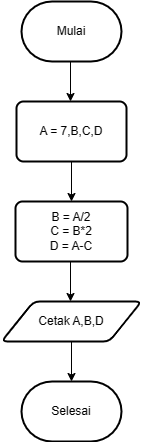 Mulai
A = 7,B,C,D
B = A/2
C = B*2
D = A-C
Cetak A,B,D
Selesai